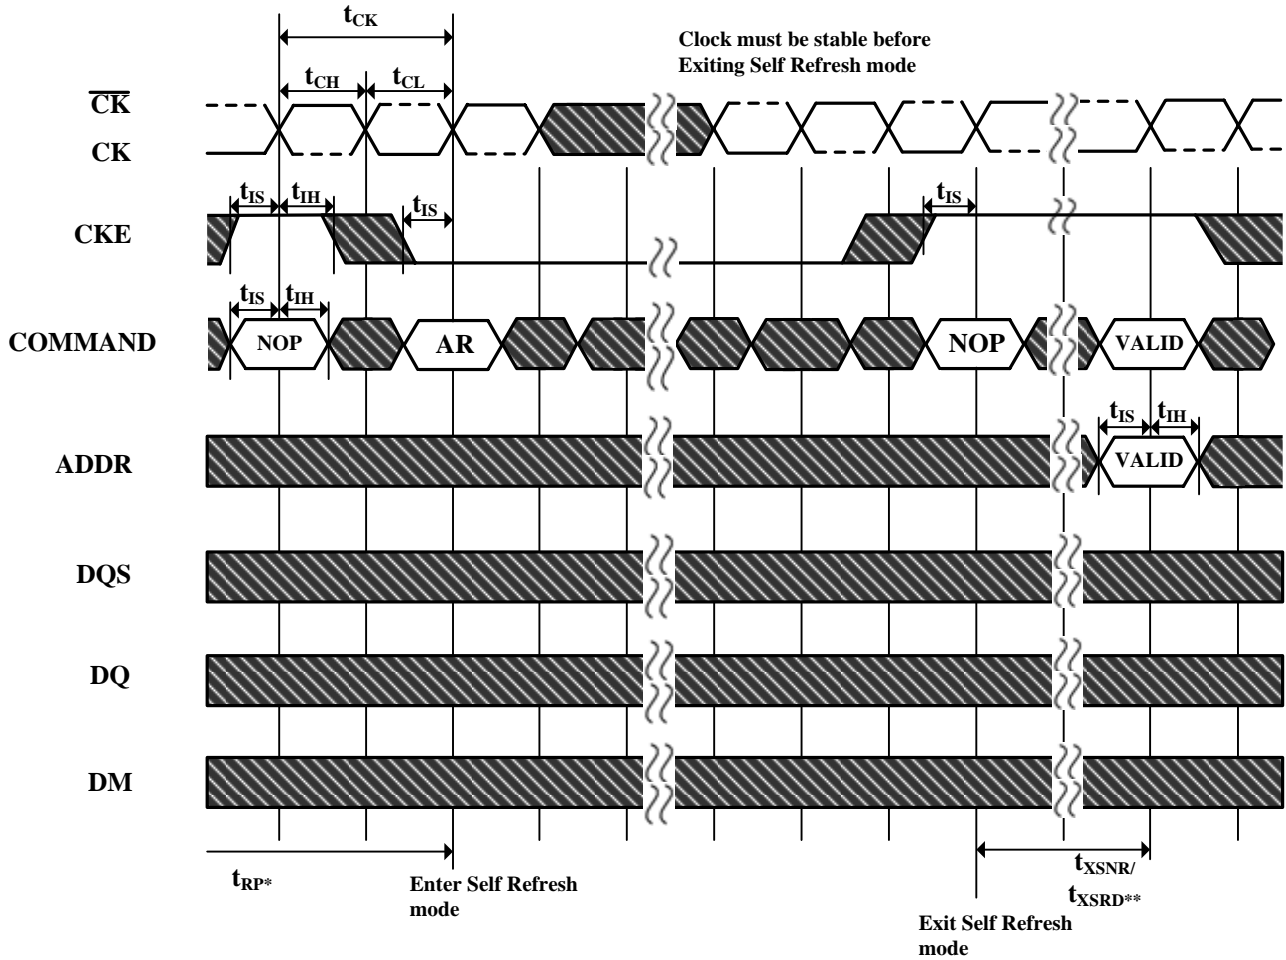 tCK
Clock must be stable before
Exiting Self Refresh mode
tCH
tCL
CK
CK
tIS
tIH
tIS
tIS
CKE
tIS
tIH
COMMAND
NOP
AR
NOP
VALID
tIS
tIH
ADDR
VALID
DQS
DQ
DM
tRP*
Enter Self Refresh
mode
tXSNR/
tXSRD**
Exit Self Refresh
mode